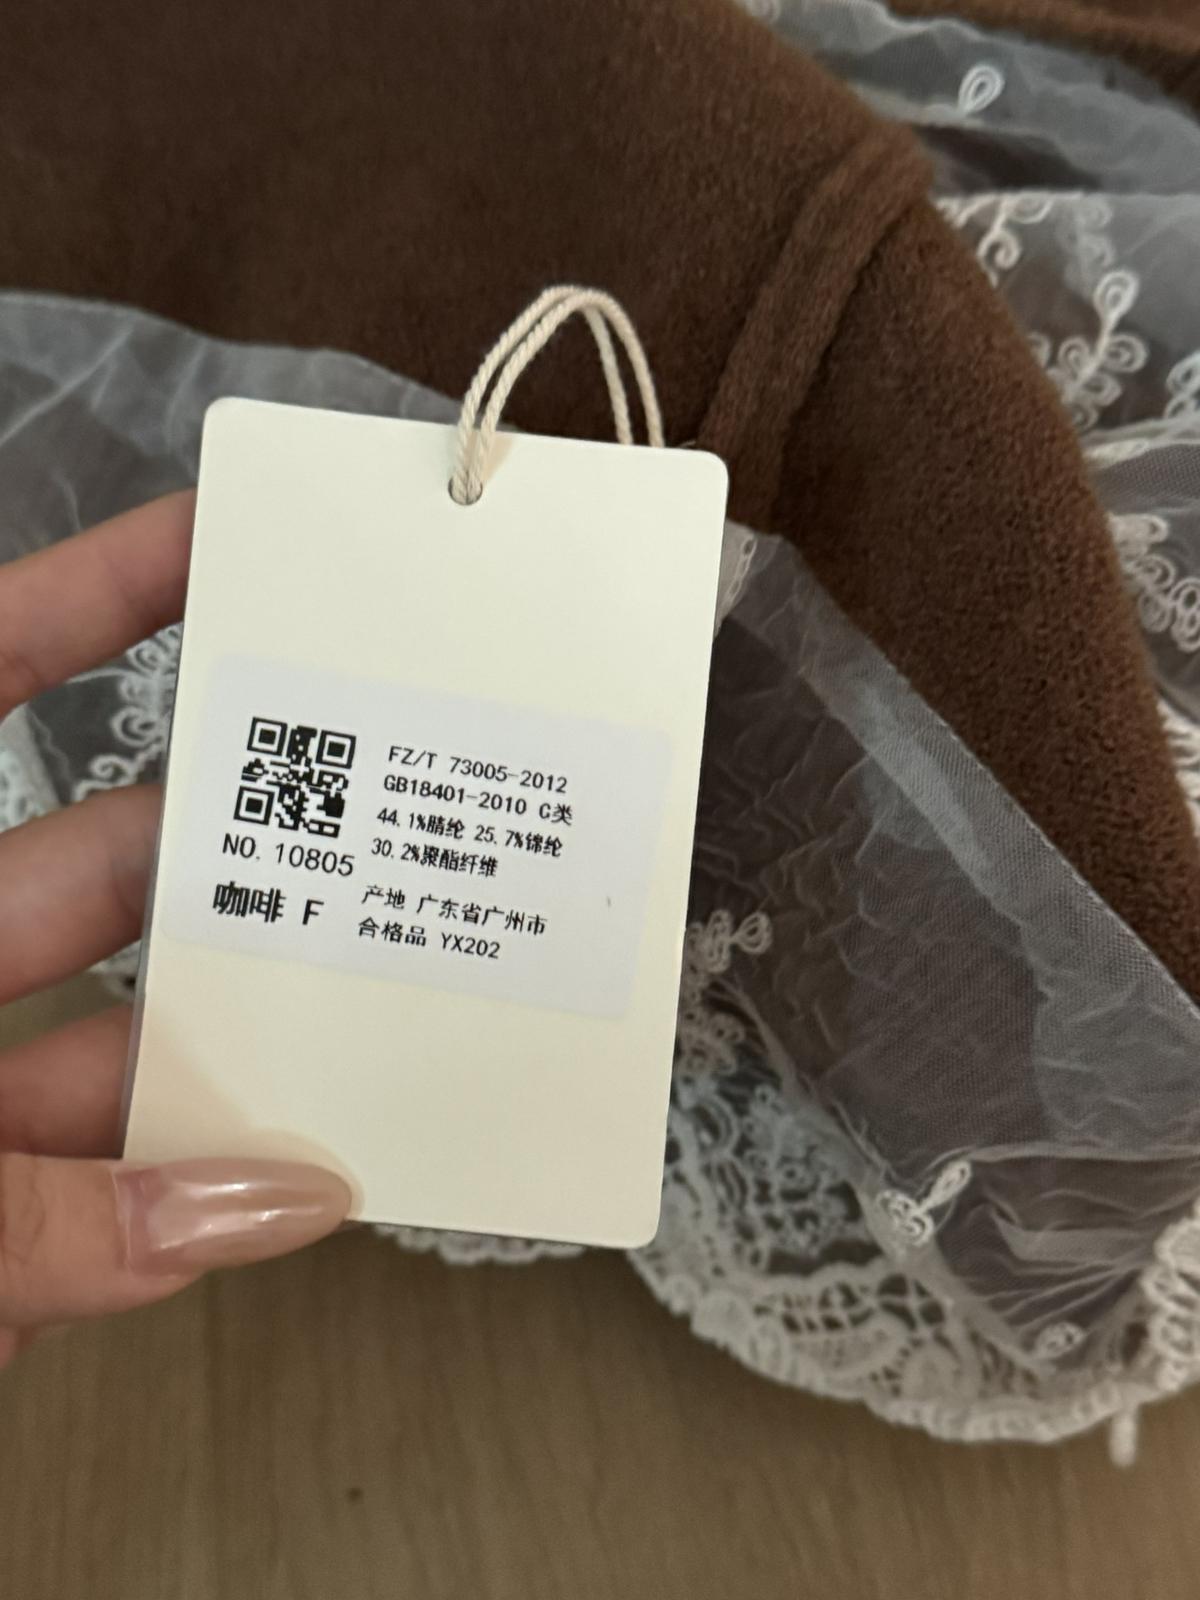 FZ/T 73005-2012
GB18401-2010 C类
44.1%腈纶 25.7%锦纶
30.2%聚酯纤维
NO. 10805
咖啡 F
产地 广东省广州市
合格品 YX202